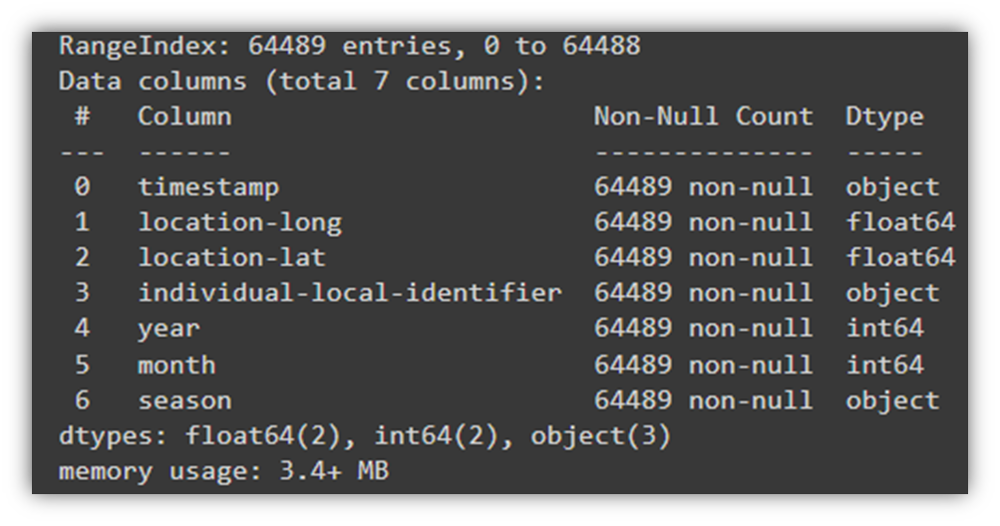 RangeIndex: 64489 entries, 0 to 64488
Data columns (total 7 columns):
 #   Column                       Non-Null Count  Dtype
---  ------                       --------------  -----
 0   timestamp                    64489 non-null  object
 1   location-long                64489 non-null  float64
 2   location-lat                 64489 non-null  float64
 3   individual-local-identifier  64489 non-null  object
 4   year                         64489 non-null  int64
 5   month                        64489 non-null  int64
 6   season                       64489 non-null  object
dtypes: float64(2), int64(2), object(3)
memory usage: 3.4+ MB